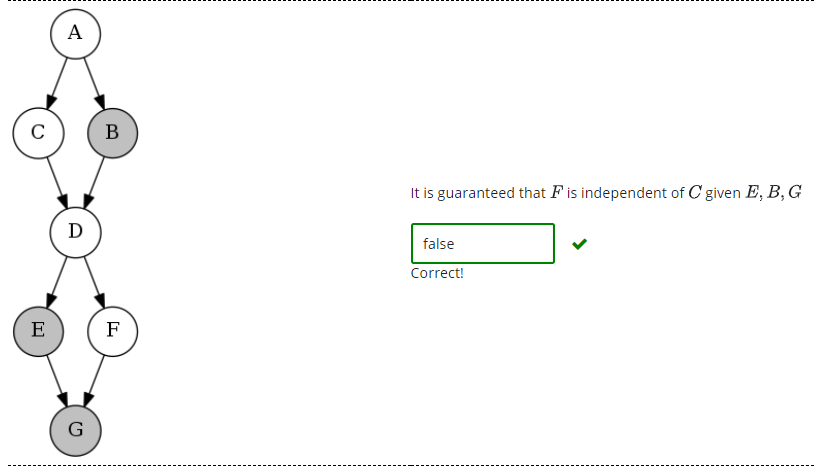 A
C
B
D
E
F
G
It is guaranteed that F is independent of C given E, B, G
false
Correct!